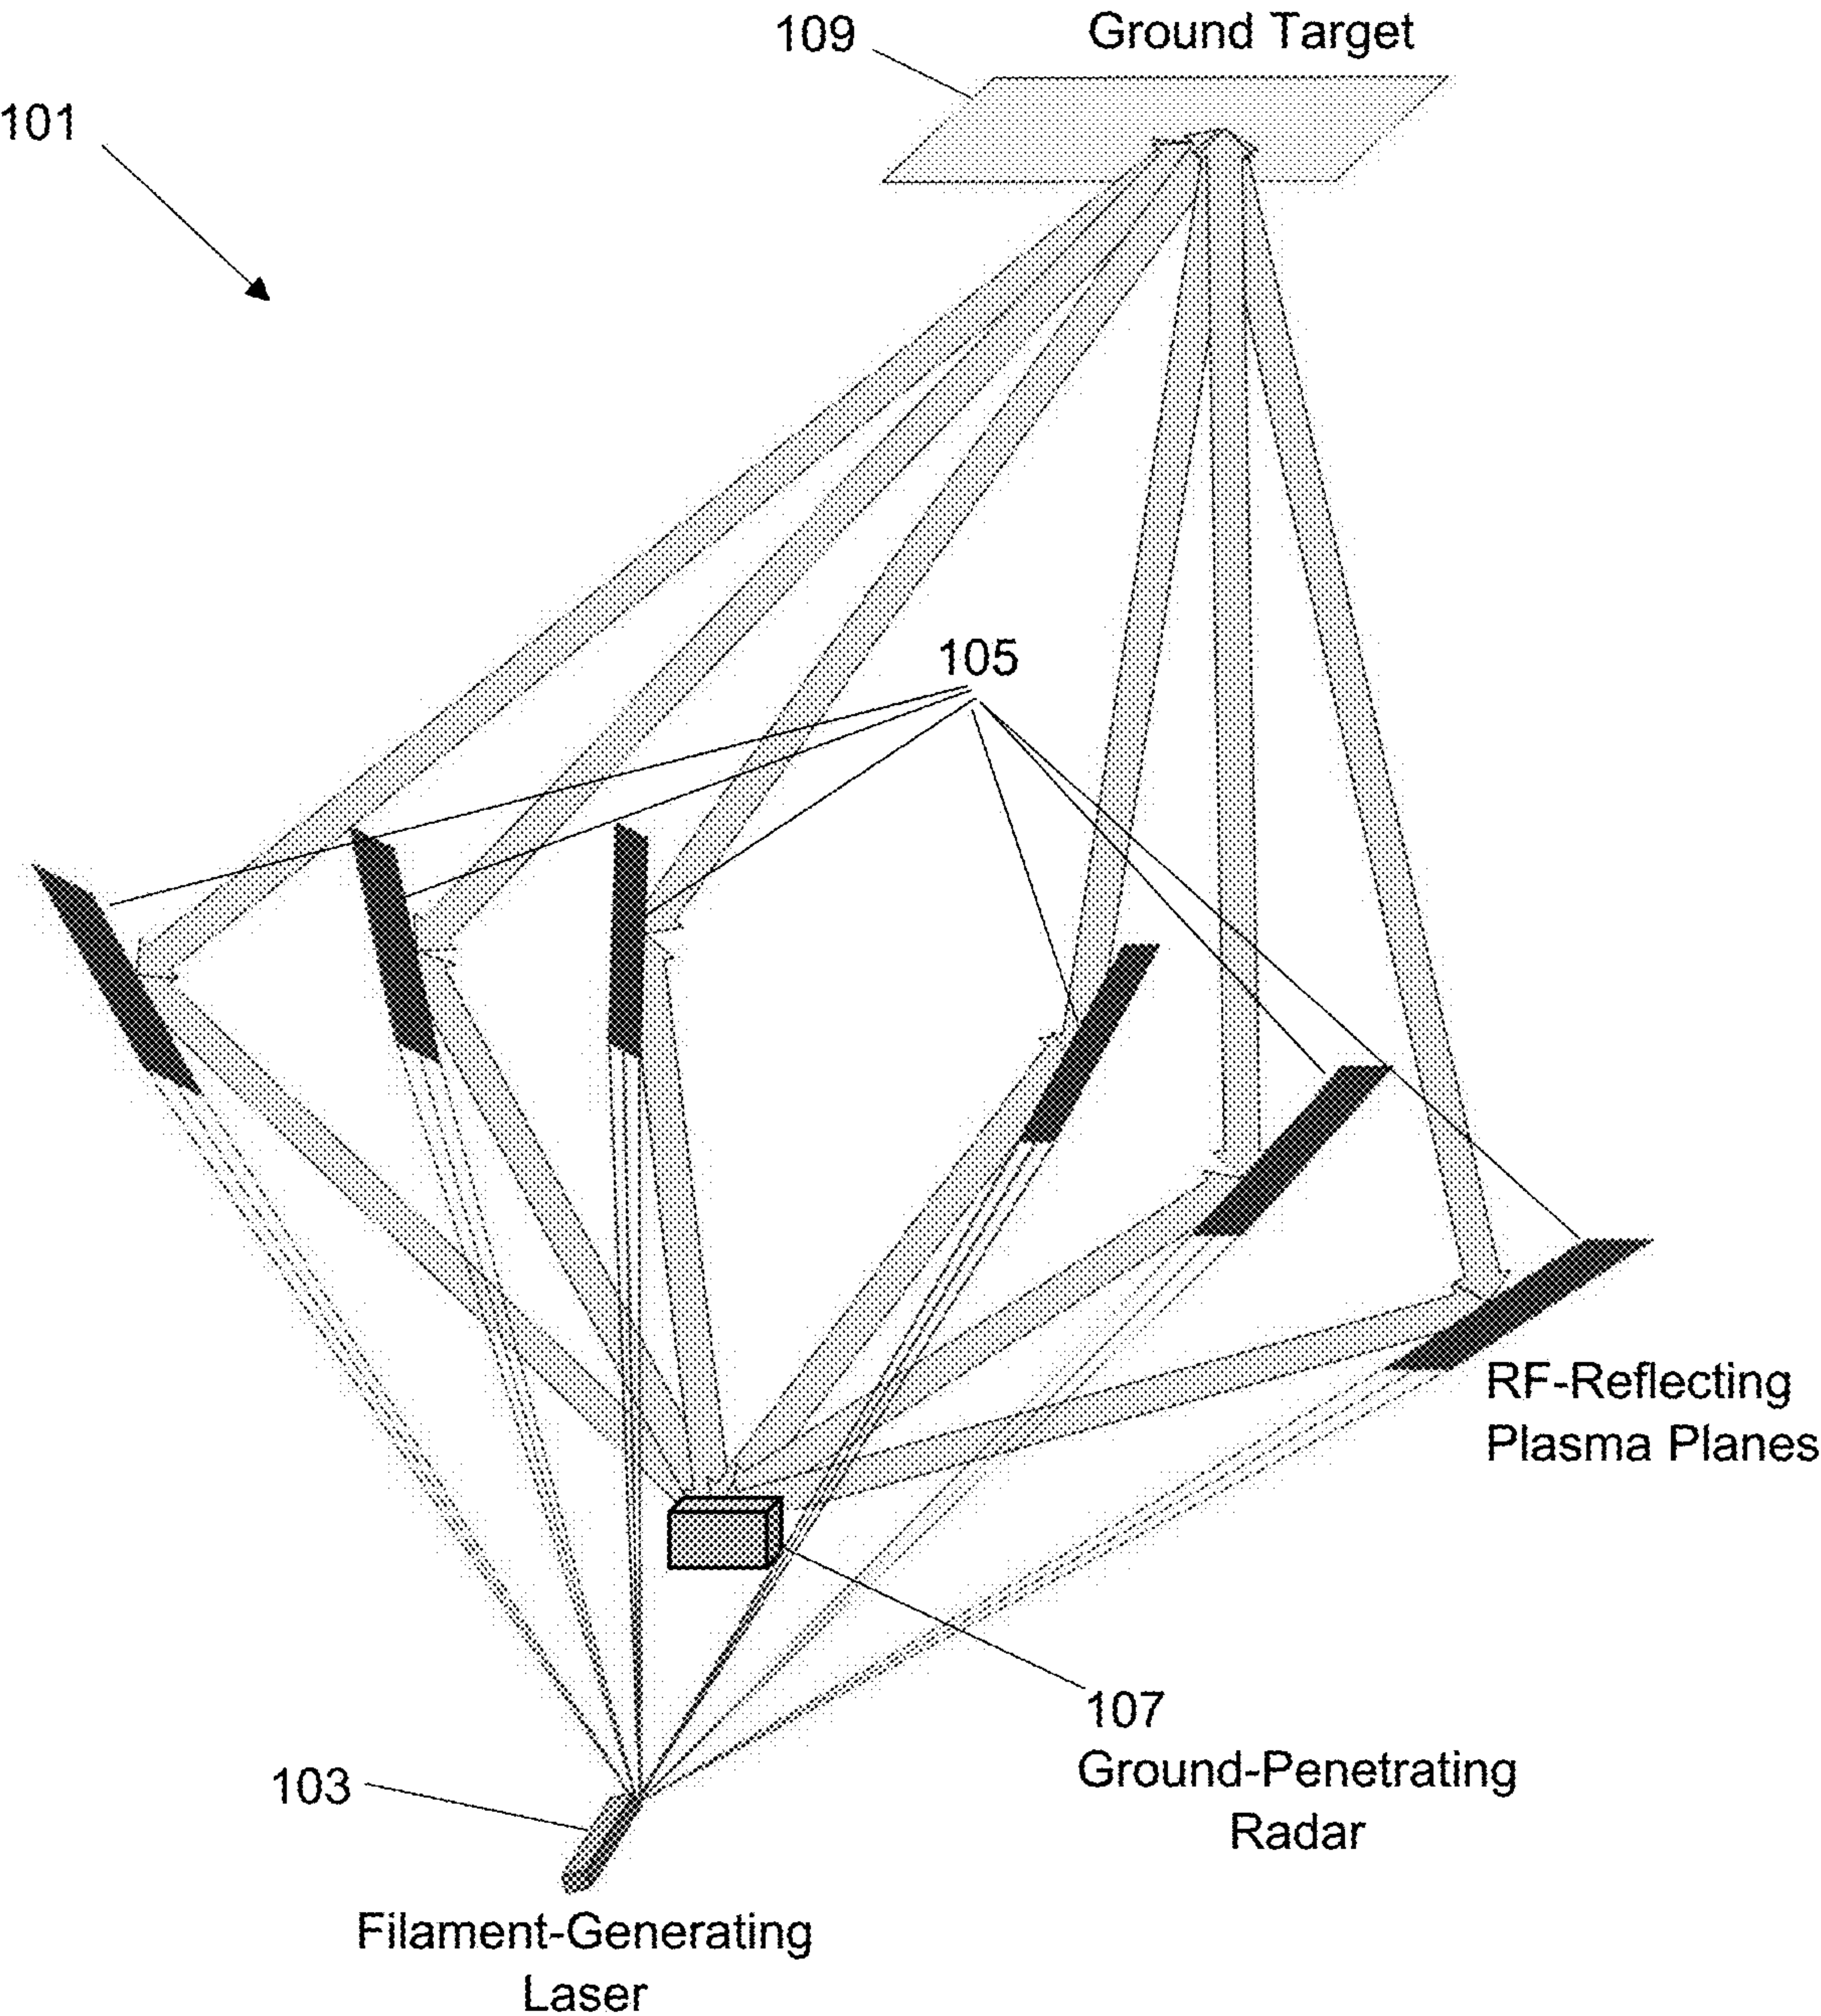 109
Ground Target
101
105
RF-Reflecting
Plasma Planes
107
Ground-Penetrating
Radar
103
Filament-Generating
Laser